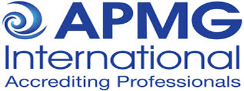 APMG
International
Accrediting Professionals